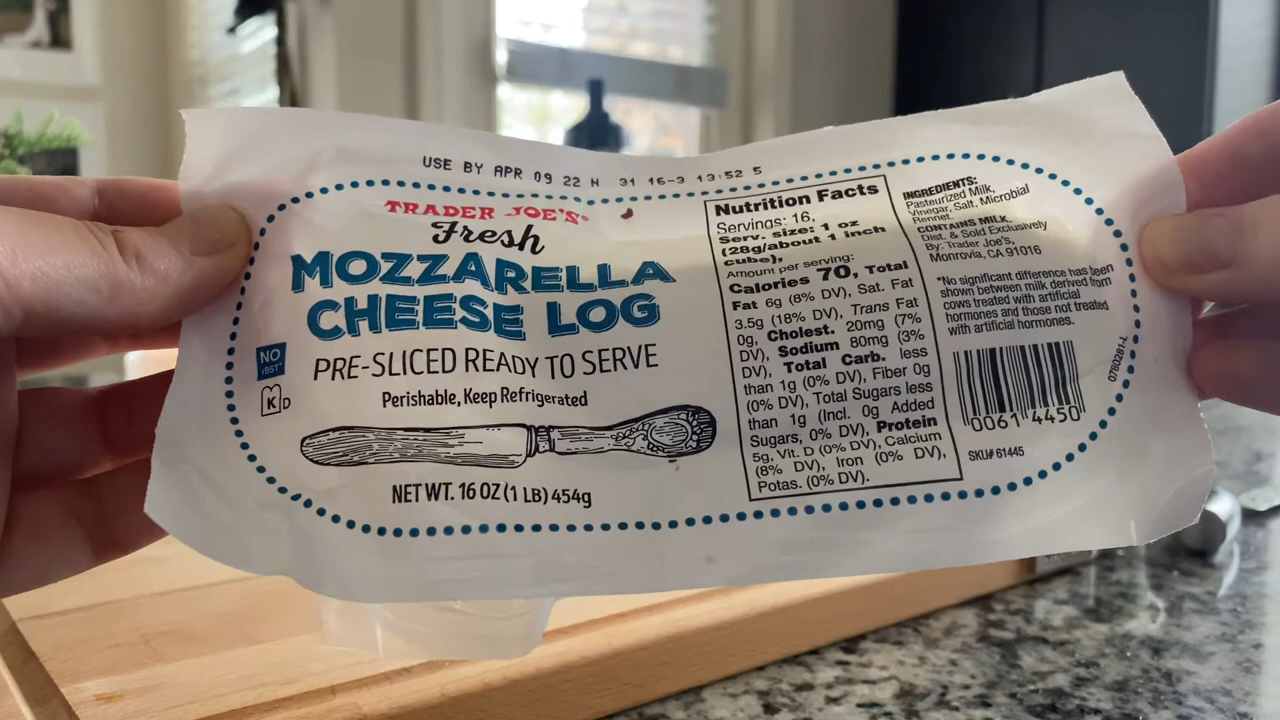 USE BY APR 09 22 H 31 16-3 13:52 5
TRADER JOE'S®
Fresh
MOZZARELLA
CHEESE LOG
PRE-SLICED READY TO SERVE
Perishable, Keep Refrigerated
NO
rBST*
K D
NET WT. 16 OZ (1 LB) 454g
Nutrition Facts
Servings: 16,
Serv. size: 1 oz
(28g/about 1 inch
cube),
Amount per serving:
Calories 70, Total
Fat 6g (8% DV), Sat. Fat
3.5g (18% DV), Trans Fat
0g, Cholest. 20mg (7%
DV), Sodium 80mg (3%
DV), Total Carb. less
than 1g (0% DV), Fiber 0g
(0% DV), Total Sugars less
than 1g (Incl. 0g Added
Sugars, 0% DV), Protein
5g, Vit. D (0% DV), Calcium
(8% DV), Iron (0% DV),
Potas. (0% DV).
INGREDIENTS:
Pasteurized Milk,
Vinegar, Salt, Microbial
Rennet.
CONTAINS MILK.
Dist. & Sold Exclusively
By: Trader Joe's,
Monrovia, CA 91016
*No significant difference has been
shown between milk derived from
cows treated with artificial
hormones and those not treated
with artificial hormones.
0061 4450
SKU# 61445
0780281-L